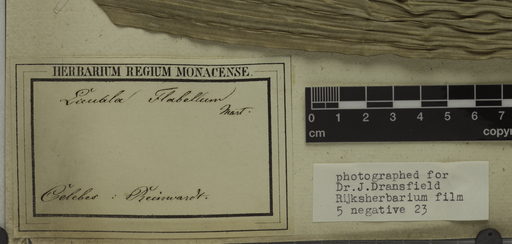 HERBARIUM REGIUM MONACENSE.
Flabellum
Mart.
Celebes : Reinwardt.
0 1 2 3 4 5 6 7
cm copy
photographed for
Dr.J.Dransfield
Rijksherbarium film
5 negative 23